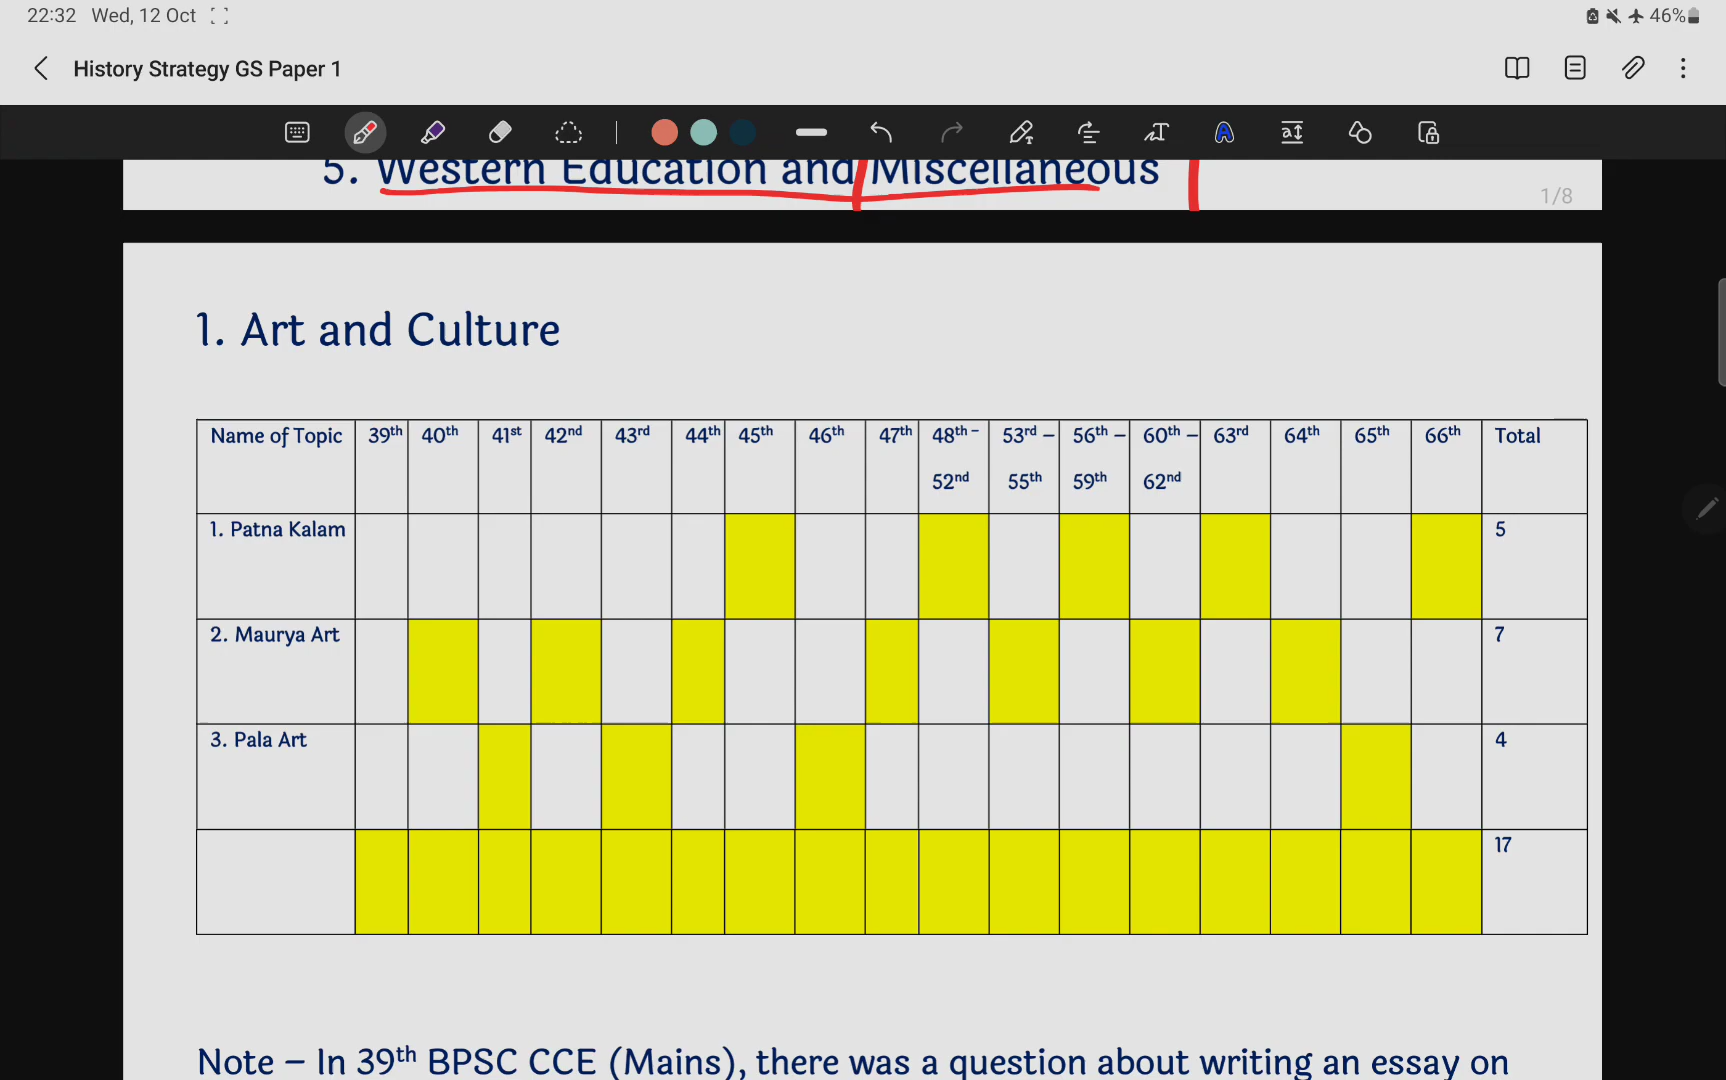 22:32 Wed, 12 Oct 46%
History Strategy GS Paper 1
5. Western Education and Miscellaneous
1/8
1. Art and Culture
Name of Topic 39th 40th 41st 42nd 43rd 44th 45th 46th 47th 48th – 52nd 53rd – 55th 56th – 59th 60th – 62nd 63rd 64th 65th 66th Total
1. Patna Kalam 5
2. Maurya Art 7
3. Pala Art 4
17
Note – In 39th BPSC CCE (Mains), there was a question about writing an essay on